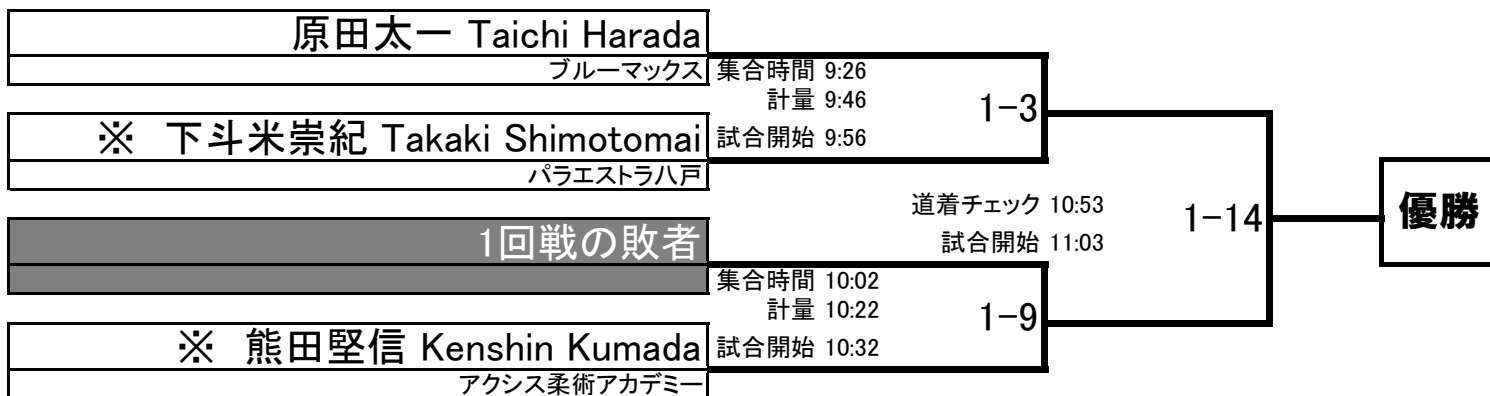 原田太一 Taichi Harada
ブルーマックス
集合時間 9:26
計量 9:46
1-3
※ 下斗米崇紀 Takaki Shimotomai
試合開始 9:56
パラエストラ八戸
道着チェック 10:53
1-14
優勝
試合開始 11:03
1回戦の敗者
集合時間 10:02
計量 10:22
1-9
※ 熊田堅信 Kenshin Kumada
試合開始 10:32
アクシス柔術アカデミー